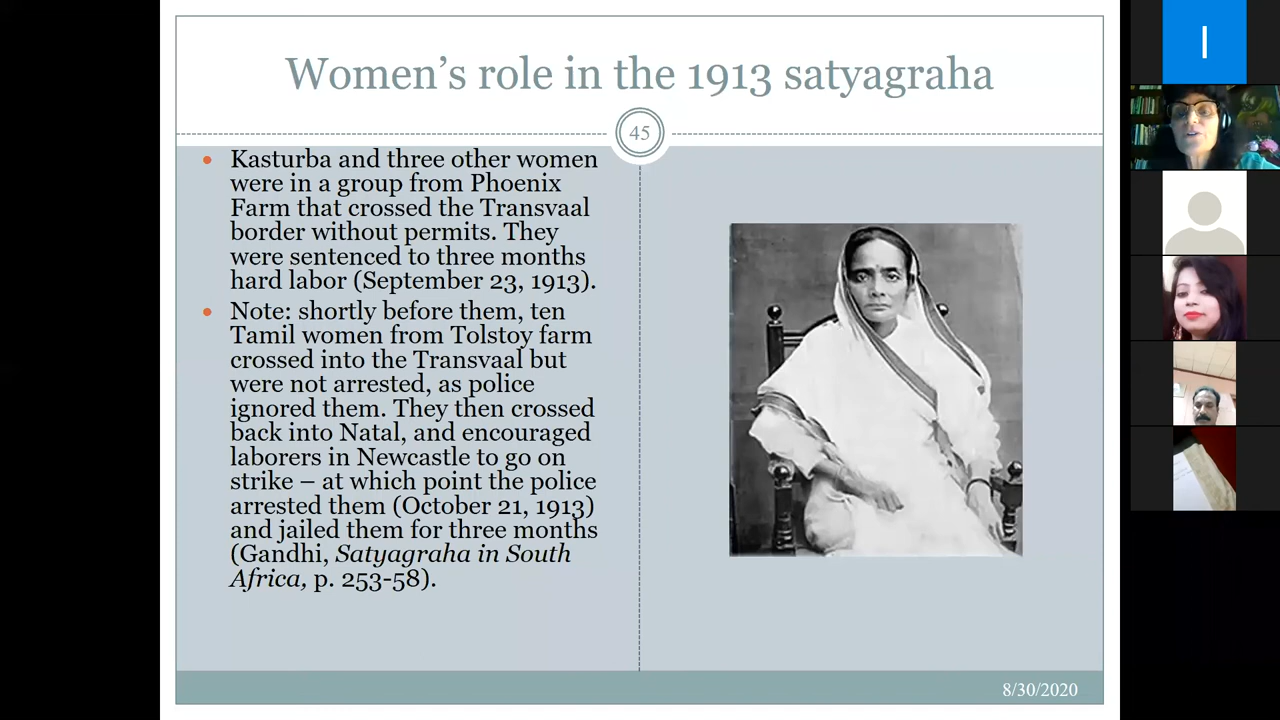 Women's role in the 1913 satyagraha
45
• Kasturba and three other women
were in a group from Phoenix
Farm that crossed the Transvaal
border without permits. They
were sentenced to three months
hard labor (September 23, 1913).
• Note: shortly before them, ten
Tamil women from Tolstoy farm
crossed into the Transvaal but
were not arrested, as police
ignored them. They then crossed
back into Natal, and encouraged
laborers in Newcastle to go on
strike – at which point the police
arrested them (October 21, 1913)
and jailed them for three months
(Gandhi, Satyagraha in South
Africa, p. 253-58).
8/30/2020
I